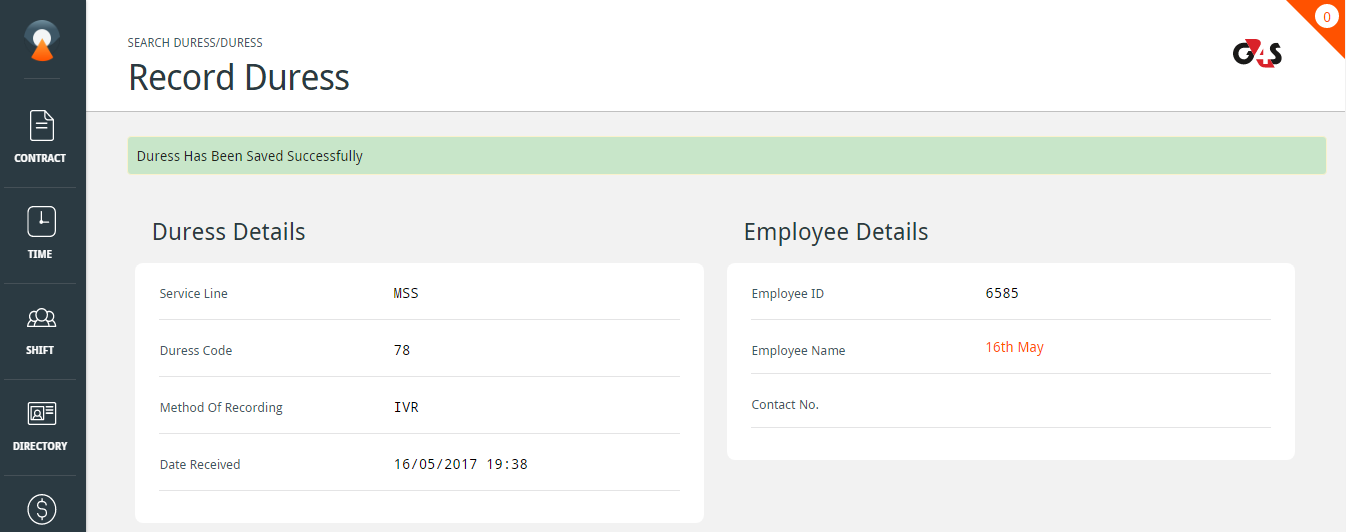 0
SEARCH DURESS/DURESS
Record Duress
G4S
CONTRACT
TIME
SHIFT
DIRECTORY
$
Duress Has Been Saved Successfully
Duress Details
Service Line MSS
Duress Code 78
Method Of Recording IVR
Date Received 16/05/2017 19:38
Employee Details
Employee ID 6585
Employee Name 16th May
Contact No.